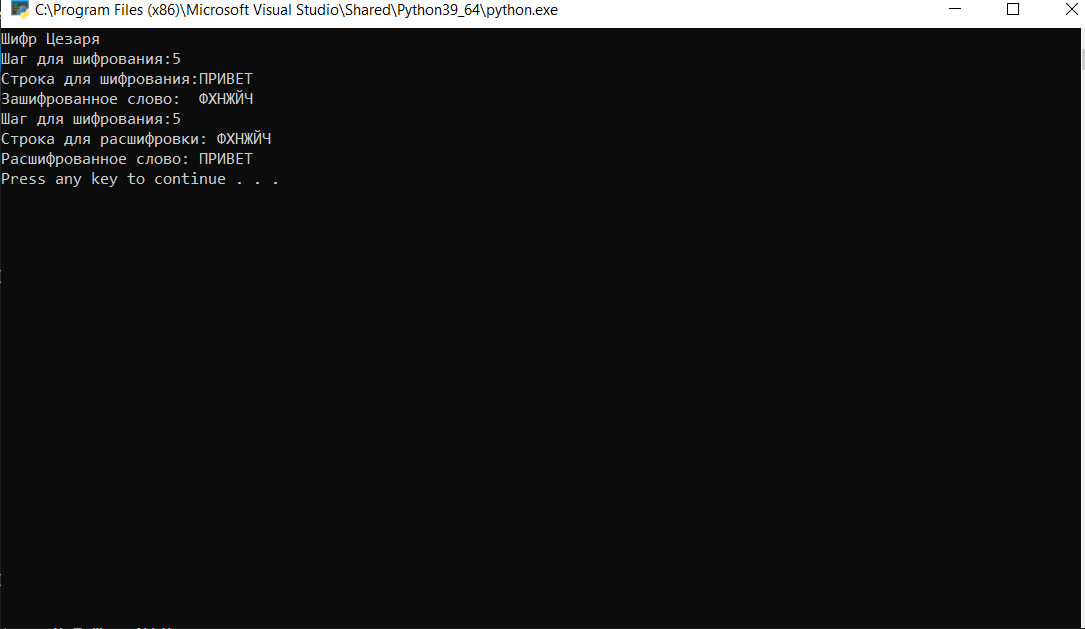 C:\Program Files (x86)\Microsoft Visual Studio\Shared\Python39_64\python.exe
Шифр Цезаря
Шаг для шифрования:5
Строка для шифрования:ПРИВЕТ
Зашифрованное слово:  ФХНЖЙЧ
Шаг для шифрования:5
Строка для расшифровки: ФХНЖЙЧ
Расшифрованное слово: ПРИВЕТ
Press any key to continue . . .